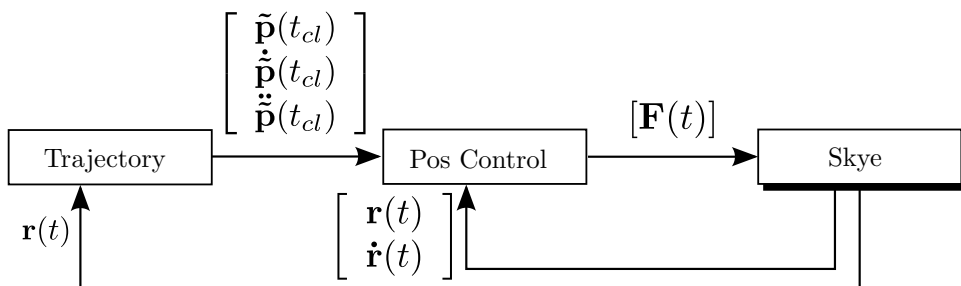 p̃(t_cl)
p̃̇(t_cl)
p̃̈(t_cl)
[F(t)]
Trajectory
Pos Control
Skye
r(t)
r(t)
ṙ(t)